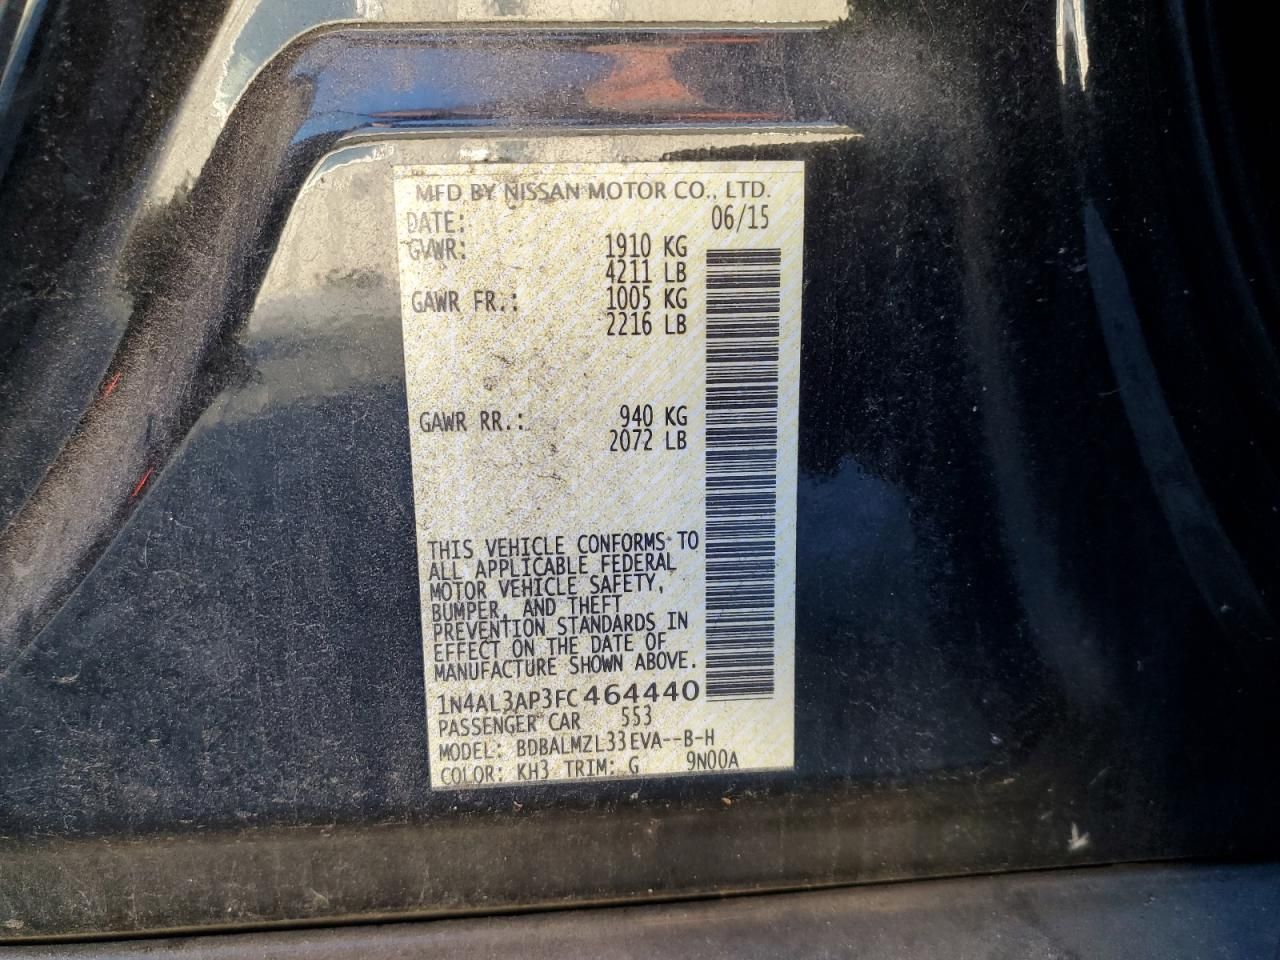 MFD BY NISSAN MOTOR CO., LTD.
DATE: 06/15
GVWR: 1910 KG
4211 LB
GAWR FR.: 1005 KG
2216 LB
GAWR RR.: 940 KG
2072 LB
THIS VEHICLE CONFORMS TO
ALL APPLICABLE FEDERAL
MOTOR VEHICLE SAFETY,
BUMPER, AND THEFT
PREVENTION STANDARDS IN
EFFECT ON THE DATE OF
MANUFACTURE SHOWN ABOVE.
1N4AL3AP3FC464440
PASSENGER CAR 553
MODEL: BDBALMZL33EVA--B-H
COLOR: KH3 TRIM: G 9N00A